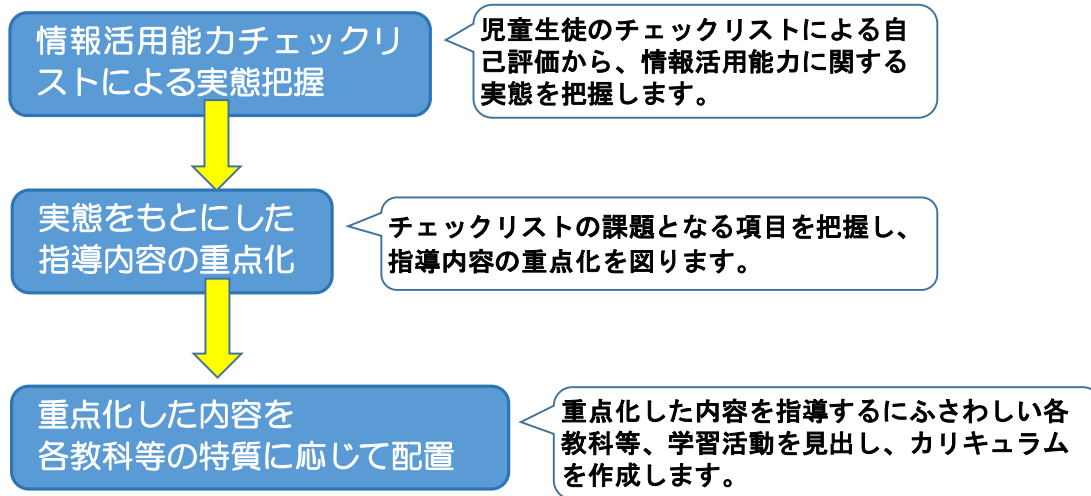 情報活用能力チェックリ
ストによる実態把握
児童生徒のチェックリストによる自
己評価から、情報活用能力に関する
実態を把握します。
実態をもとにした
指導内容の重点化
チェックリストの課題となる項目を把握し、
指導内容の重点化を図ります。
重点化した内容を
各教科等の特質に応じて配置
重点化した内容を指導するにふさわしい各
教科等、学習活動を見出し、カリキュラム
を作成します。